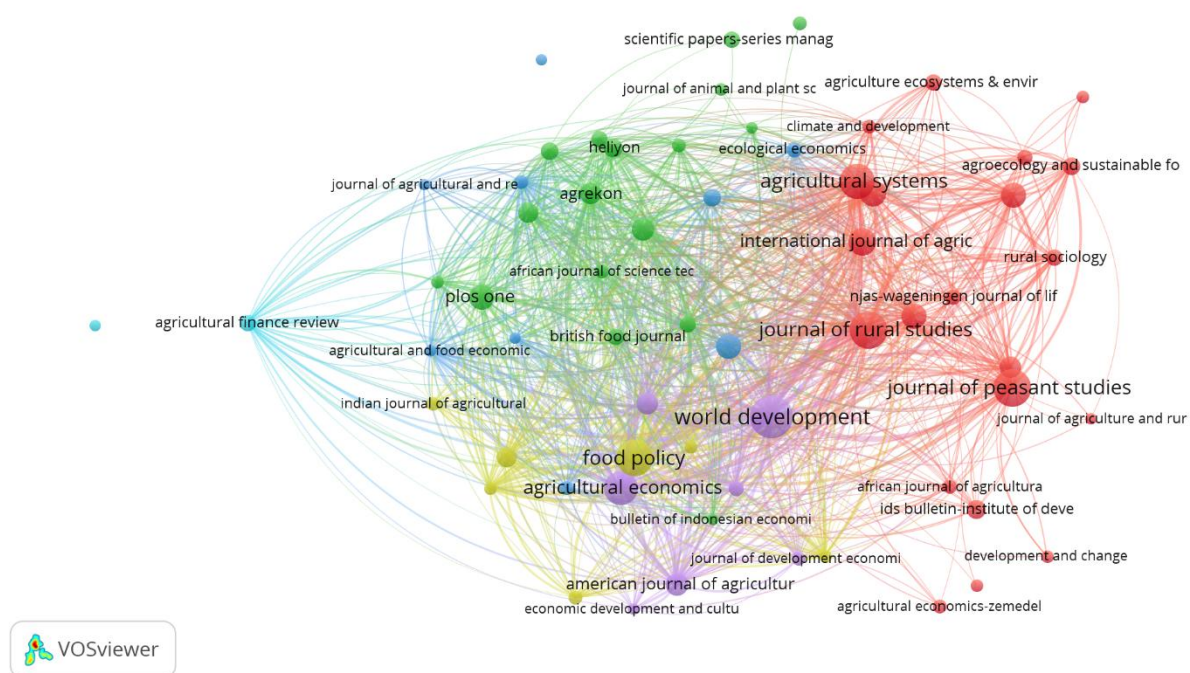 scientific papers-series manag
agriculture ecosystems & envir
journal of animal and plant sc
climate and development
heliyon
ecological economics
agroecology and sustainable fo
journal of agricultural and re
agricultural systems
agrekon
international journal of agric
rural sociology
african journal of science tec
plos one
njas-wageningen journal of lif
agricultural finance review
journal of rural studies
british food journal
agricultural and food economic
journal of peasant studies
indian journal of agricultural
world development
journal of agriculture and rur
food policy
agricultural economics
african journal of agricultura
ids bulletin-institute of deve
bulletin of indonesian economi
journal of development economi
development and change
american journal of agricultur
economic development and cultu
agricultural economics-zemedel
VOSviewer